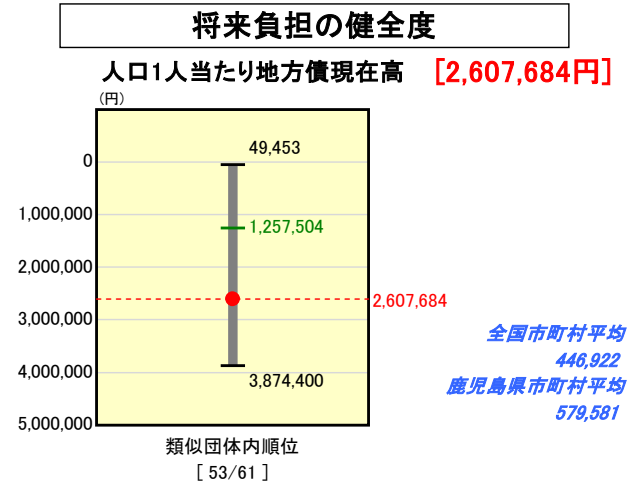 将来負担の健全度
人口1人当たり地方債現在高 [2,607,684円]
(円)
49,453
0
1,000,000
1,257,504
2,000,000
2,607,684
3,000,000
全国市町村平均
446,922
4,000,000
3,874,400
鹿児島県市町村平均
579,581
5,000,000
類似団体内順位
[ 53/61 ]